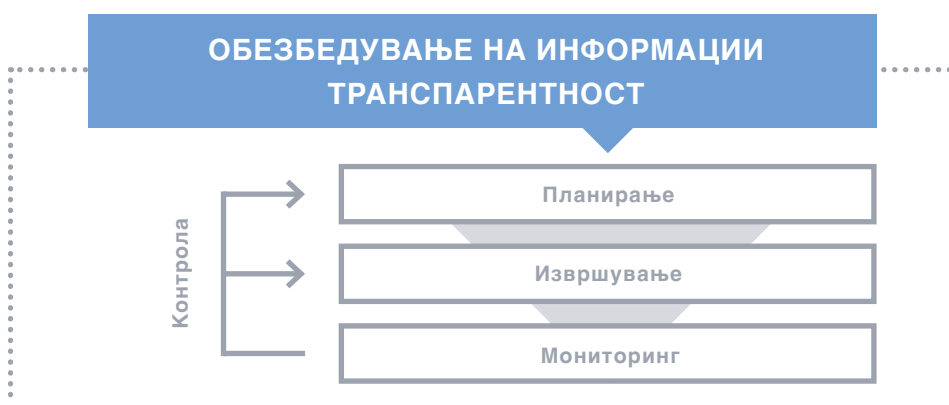 ОБЕЗБЕДУВАЊЕ НА ИНФОРМАЦИИ
ТРАНСПАРЕНТНОСТ
Планирање
Контрола
Извршување
Мониторинг